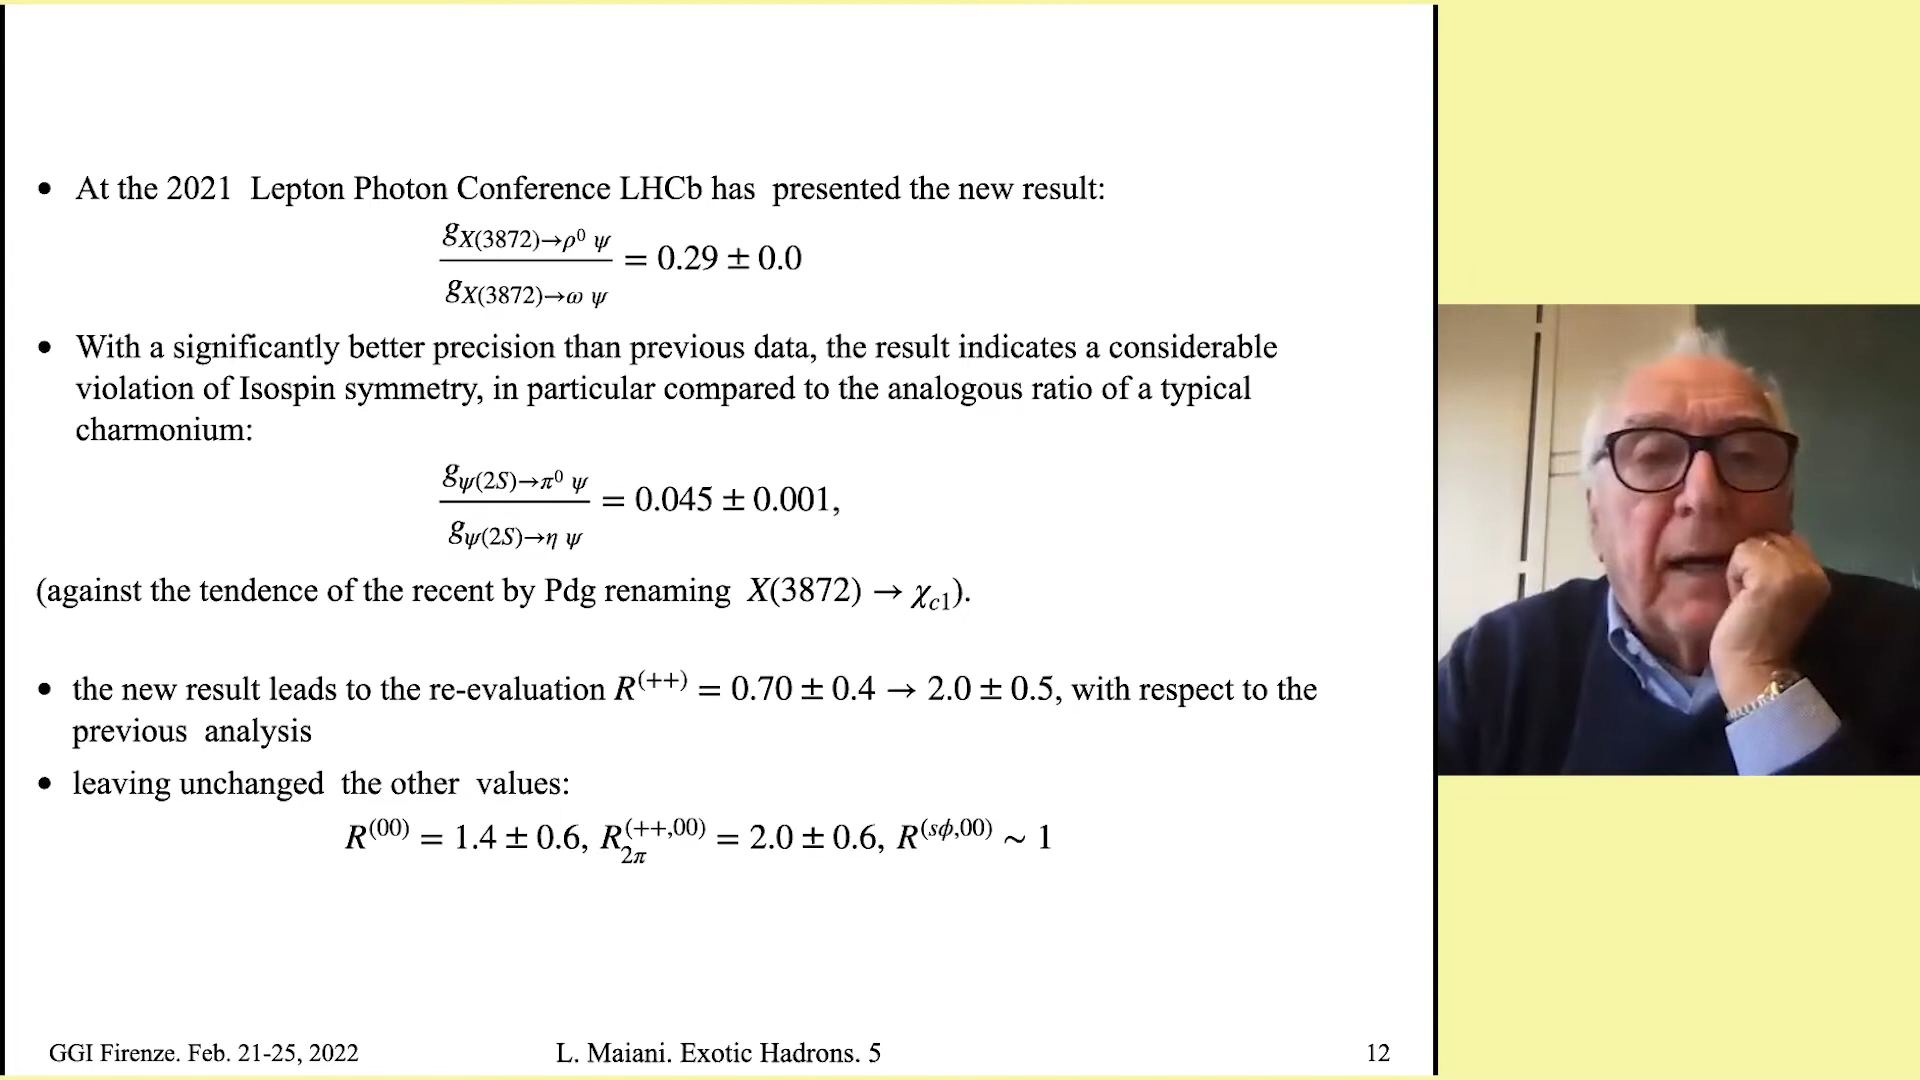 • At the 2021 Lepton Photon Conference LHCb has presented the new result:
g_{X(3872)→ρ⁰ ψ} / g_{X(3872)→ω ψ} = 0.29 ± 0.0
• With a significantly better precision than previous data, the result indicates a considerable
violation of Isospin symmetry, in particular compared to the analogous ratio of a typical
charmonium:
g_{ψ(2S)→π⁰ ψ} / g_{ψ(2S)→η ψ} = 0.045 ± 0.001,
(against the tendence of the recent by Pdg renaming X(3872) → χ_{c1}).
• the new result leads to the re-evaluation R^{(++)} = 0.70 ± 0.4 → 2.0 ± 0.5, with respect to the
previous analysis
• leaving unchanged the other values:
R^{(00)} = 1.4 ± 0.6, R_{2π}^{(++,00)} = 2.0 ± 0.6, R^{(sϕ,00)} ∼ 1
GGI Firenze. Feb. 21-25, 2022 L. Maiani. Exotic Hadrons. 5 12